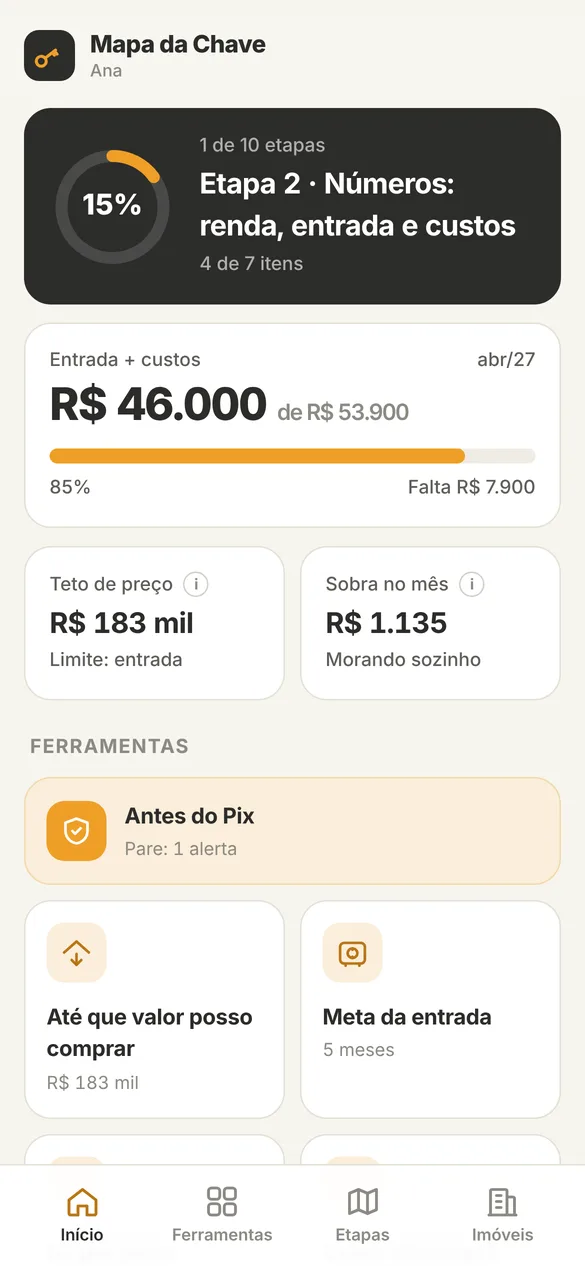 Mapa da Chave
Ana
1 de 10 etapas
15%
Etapa 2 · Números:
renda, entrada e custos
4 de 7 itens
Entrada + custos
abr/27
R$ 46.000 de R$ 53.900
85%
Falta R$ 7.900
Teto de preço i
R$ 183 mil
Limite: entrada
Sobra no mês i
R$ 1.135
Morando sozinho
FERRAMENTAS
Antes do Pix
Pare: 1 alerta
Até que valor posso
comprar
R$ 183 mil
Meta da entrada
5 meses
Início
Ferramentas
Etapas
Imóveis